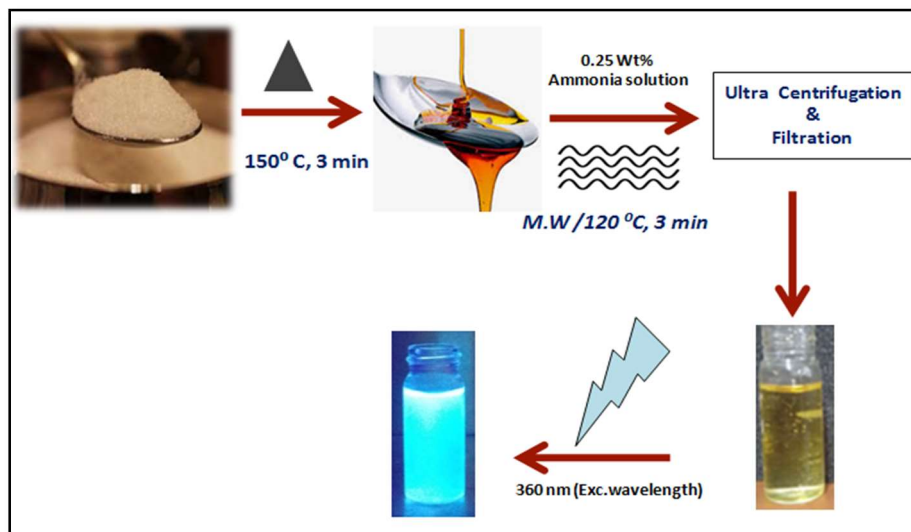 0.25 Wt%
Ammonia solution
150⁰ C, 3 min
M.W /120 ⁰C, 3 min
Ultra Centrifugation
&
Filtration
360 nm (Exc.wavelength)